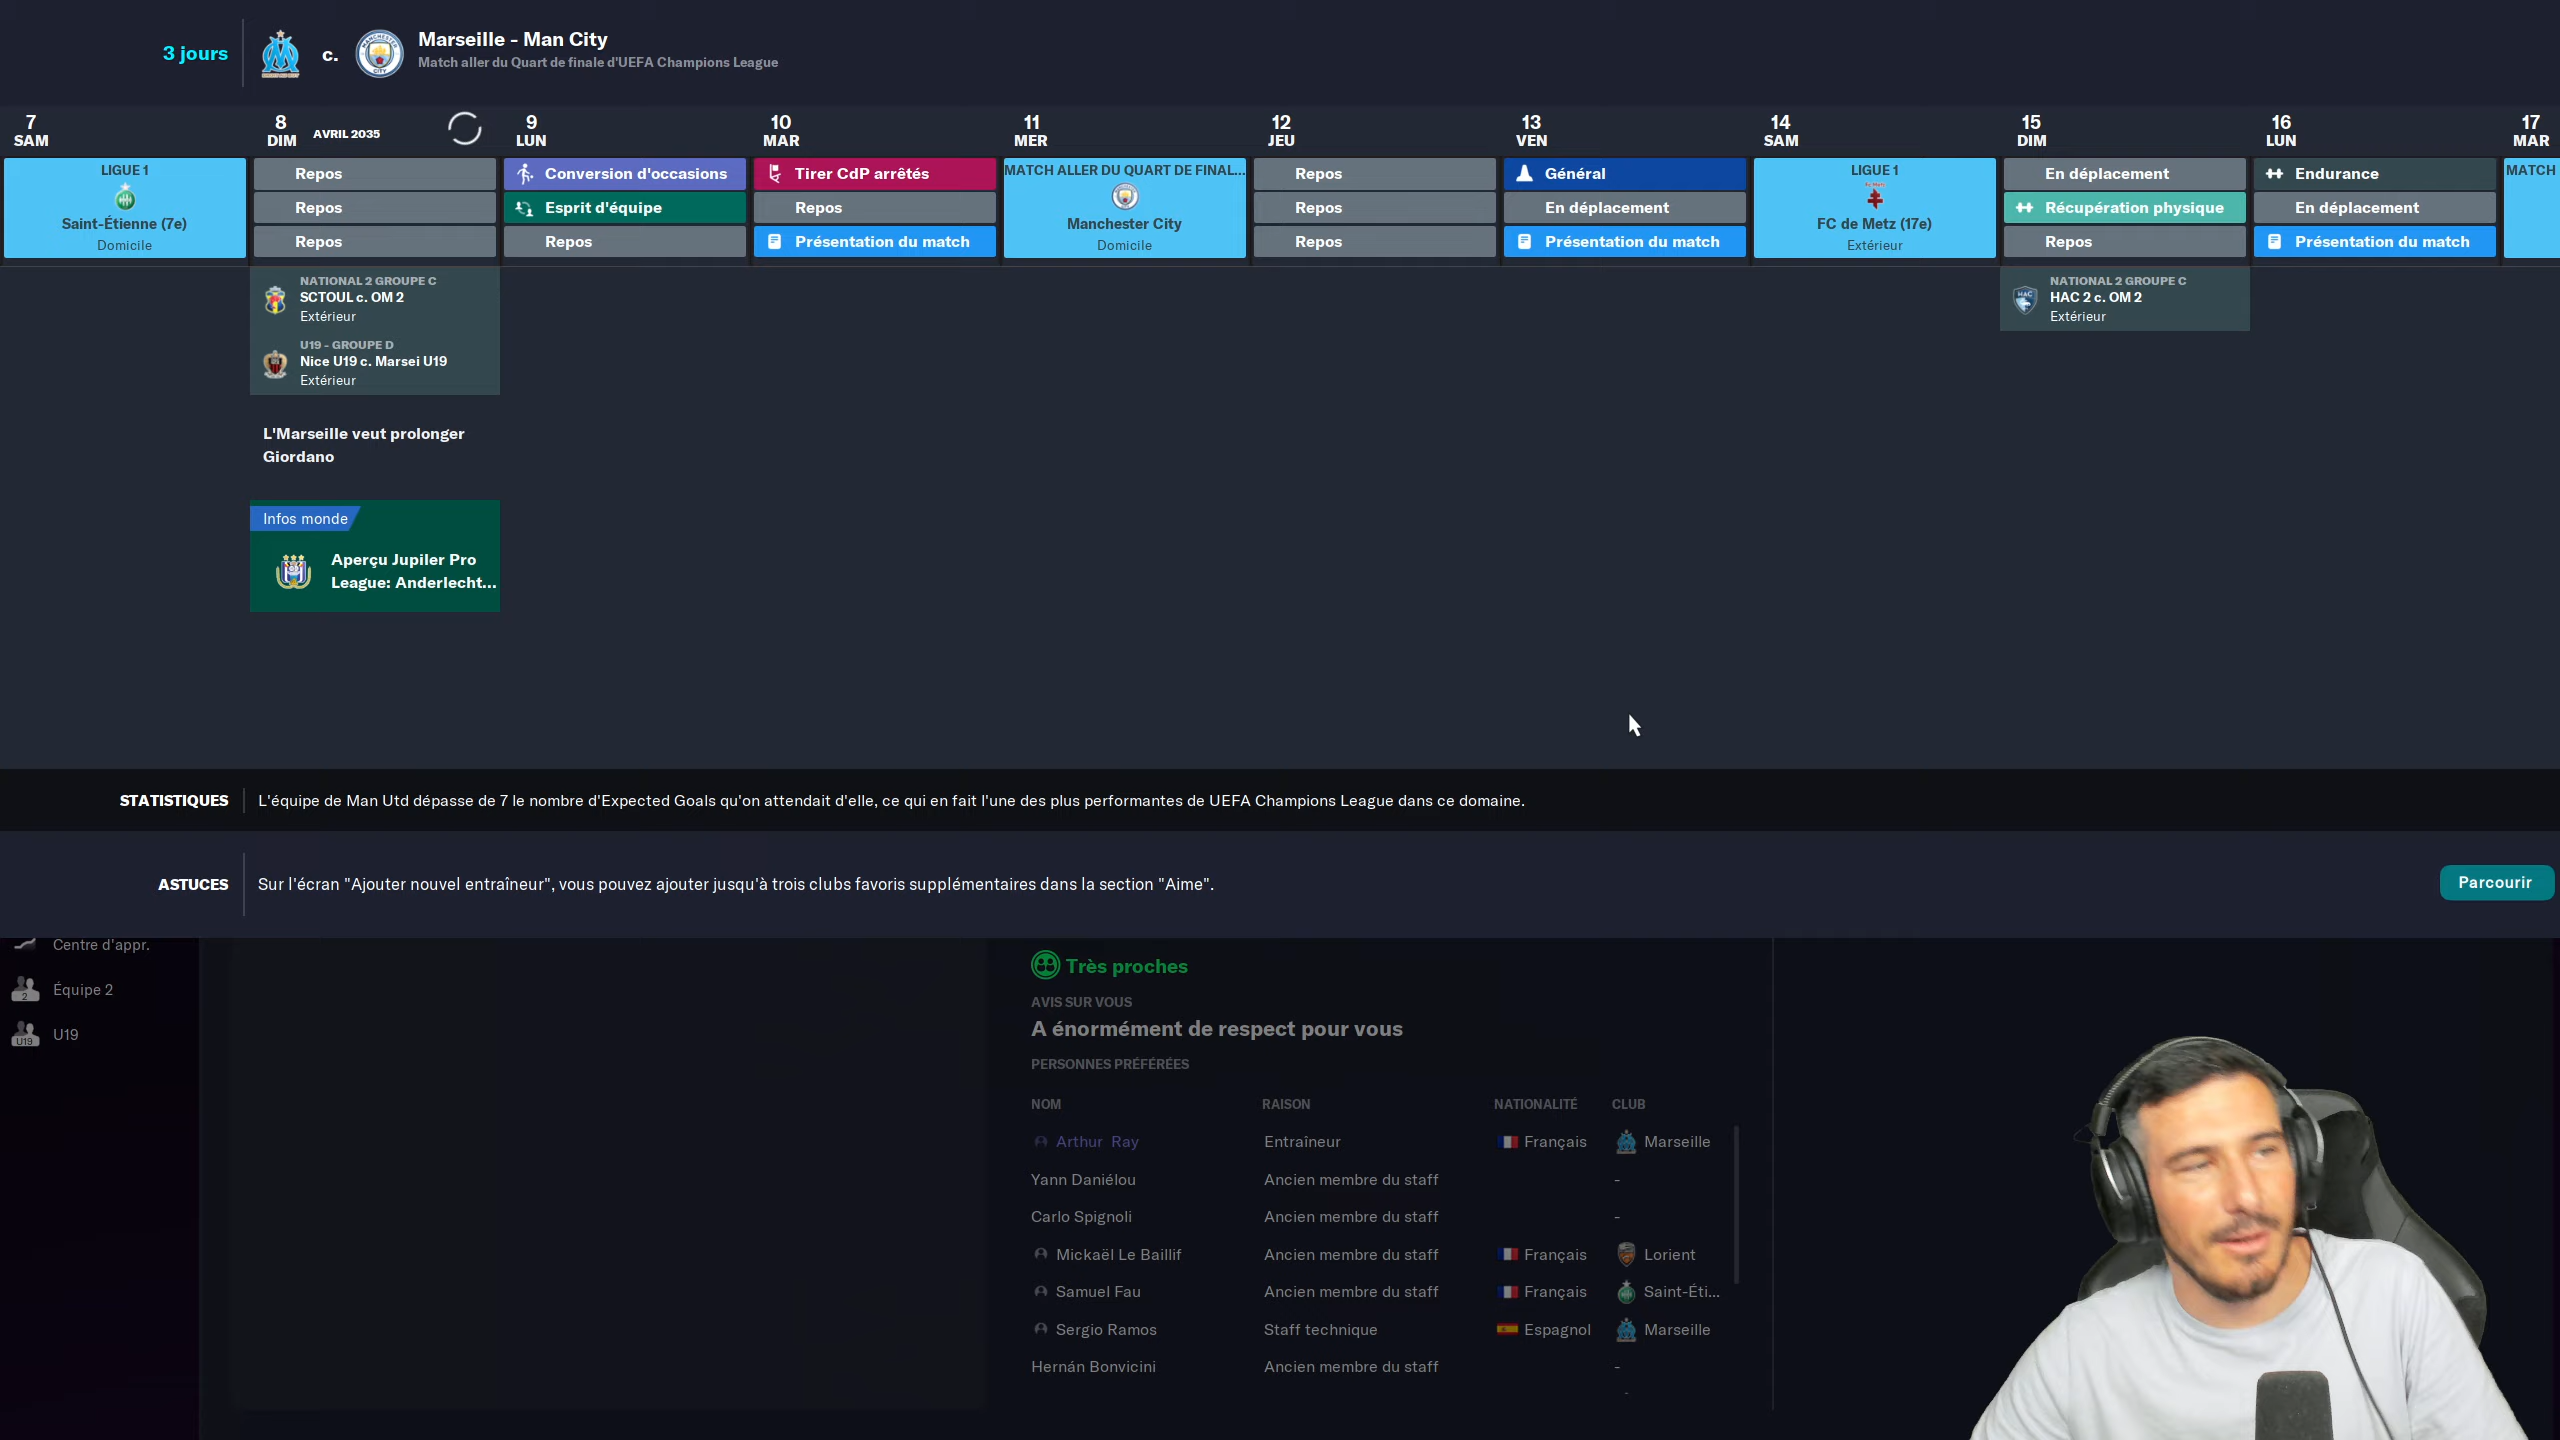 3 jours
c.
Marseille - Man City
Match aller du Quart de finale d'UEFA Champions League
7
SAM
8
DIM
AVRIL 2035
9
LUN
10
MAR
11
MER
12
JEU
13
VEN
14
SAM
15
DIM
16
LUN
17
MAR
LIGUE 1
Saint-Étienne (7e)
Domicile
Repos
Repos
Repos
Conversion d'occasions
Esprit d'équipe
Repos
Tirer CdP arrêtés
Repos
Présentation du match
MATCH ALLER DU QUART DE FINAL...
Manchester City
Domicile
Repos
Repos
Repos
Général
En déplacement
Présentation du match
LIGUE 1
FC de Metz (17e)
Extérieur
En déplacement
Récupération physique
Repos
Endurance
En déplacement
Présentation du match
MATCH
NATIONAL 2 GROUPE C
SCTOUL c. OM 2
Extérieur
U19 - GROUPE D
Nice U19 c. Marsei U19
Extérieur
NATIONAL 2 GROUPE C
HAC 2 c. OM 2
Extérieur
L'Marseille veut prolonger
Giordano
Infos monde
Aperçu Jupiler Pro
League: Anderlecht...
STATISTIQUES
L'équipe de Man Utd dépasse de 7 le nombre d'Expected Goals qu'on attendait d'elle, ce qui en fait l'une des plus performantes de UEFA Champions League dans ce domaine.
ASTUCES
Sur l'écran "Ajouter nouvel entraîneur", vous pouvez ajouter jusqu'à trois clubs favoris supplémentaires dans la section "Aime".
Parcourir
Centre d'appr.
2
Équipe 2
U19
U19
Très proches
AVIS SUR VOUS
A énormément de respect pour vous
PERSONNES PRÉFÉRÉES
NOM RAISON NATIONALITÉ CLUB
Arthur Ray Entraîneur Français Marseille
Yann Daniélou Ancien membre du staff -
Carlo Spignoli Ancien membre du staff -
Mickaël Le Baillif Ancien membre du staff Français Lorient
Samuel Fau Ancien membre du staff Français Saint-Éti...
Sergio Ramos Staff technique Espagnol Marseille
Hernán Bonvicini Ancien membre du staff -